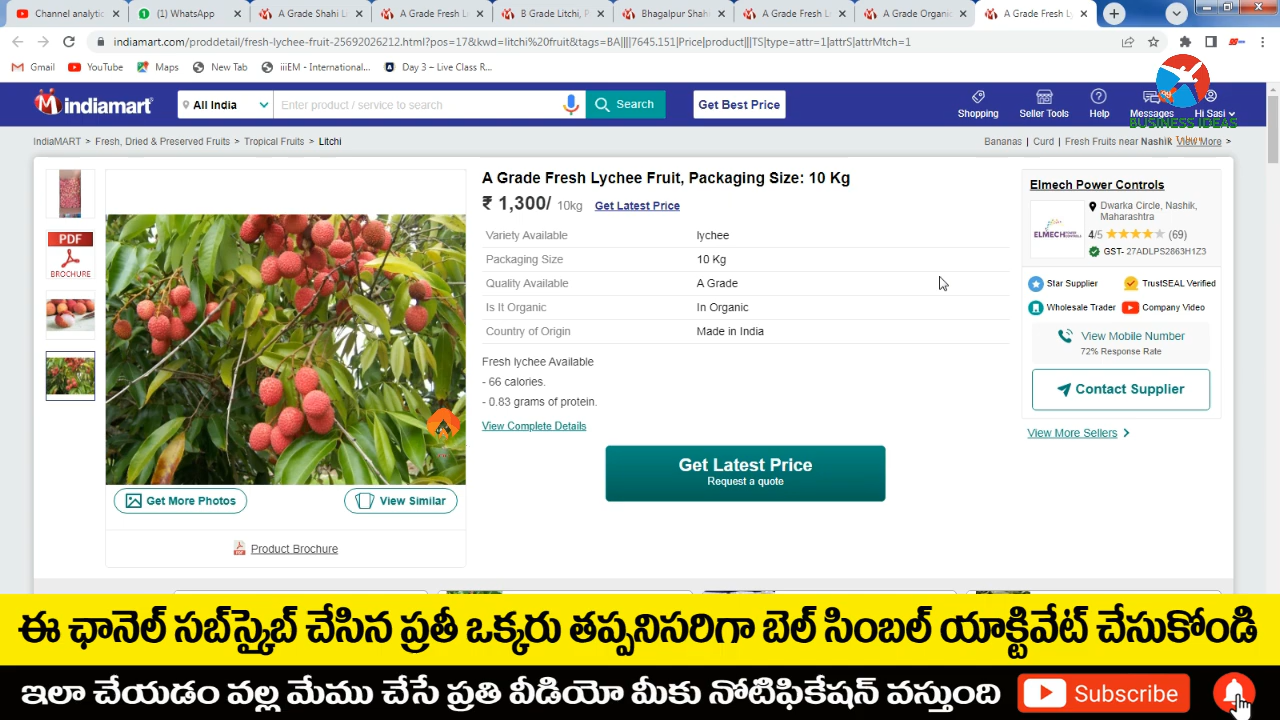 Channel analytic
(1) WhatsApp
A Grade Shahi L
A Grade Fresh L
B Grade Litchi, P
Bhagalpur Shah
A Grade Fresh L
A Grade Organi
A Grade Fresh Ly
indiamart.com/proddetail/fresh-lychee-fruit-25692026212.html?pos=17&kwd=litchi%20fruit&tags=BA||||7645.151|Price|product|||TS|type=attr=1|attrS|attrMtch=1
Gmail YouTube Maps New Tab iiiEM - International... Day 3 – Live Class R...
indiamart
All India
Enter product / service to search
Search
Get Best Price
Shopping
Seller Tools
Help
Messages
Hi Sasi
BUSINESS IDEAS
IndiaMART > Fresh, Dried & Preserved Fruits > Tropical Fruits > Litchi
Bananas | Curd | Fresh Fruits near Nashik View More >
PDF
BROCHURE
A Grade Fresh Lychee Fruit, Packaging Size: 10 Kg
₹ 1,300/ 10kg Get Latest Price
Variety Available lychee
Packaging Size 10 Kg
Quality Available A Grade
Is It Organic In Organic
Country of Origin Made in India
Fresh lychee Available
- 66 calories.
- 0.83 grams of protein.
View Complete Details
Get Latest Price
Request a quote
Get More Photos
View Similar
Product Brochure
Elmech Power Controls
ELMECH
Dwarka Circle, Nashik,
Maharashtra
4/5 (69)
GST- 27ADLPS2863H1Z3
Star Supplier
TrustSEAL Verified
Wholesale Trader
Company Video
View Mobile Number
72% Response Rate
Contact Supplier
View More Sellers
ఈ ఛానెల్ సబ్‌స్క్రైబ్ చేసిన ప్రతీ ఒక్కరు తప్పనిసరిగా బెల్ సింబల్ యాక్టివేట్ చేసుకోండి
ఇలా చేయడం వల్ల మేము చేసే ప్రతి వీడియో మీకు నోటిఫికేషన్ వస్తుంది
Subscribe